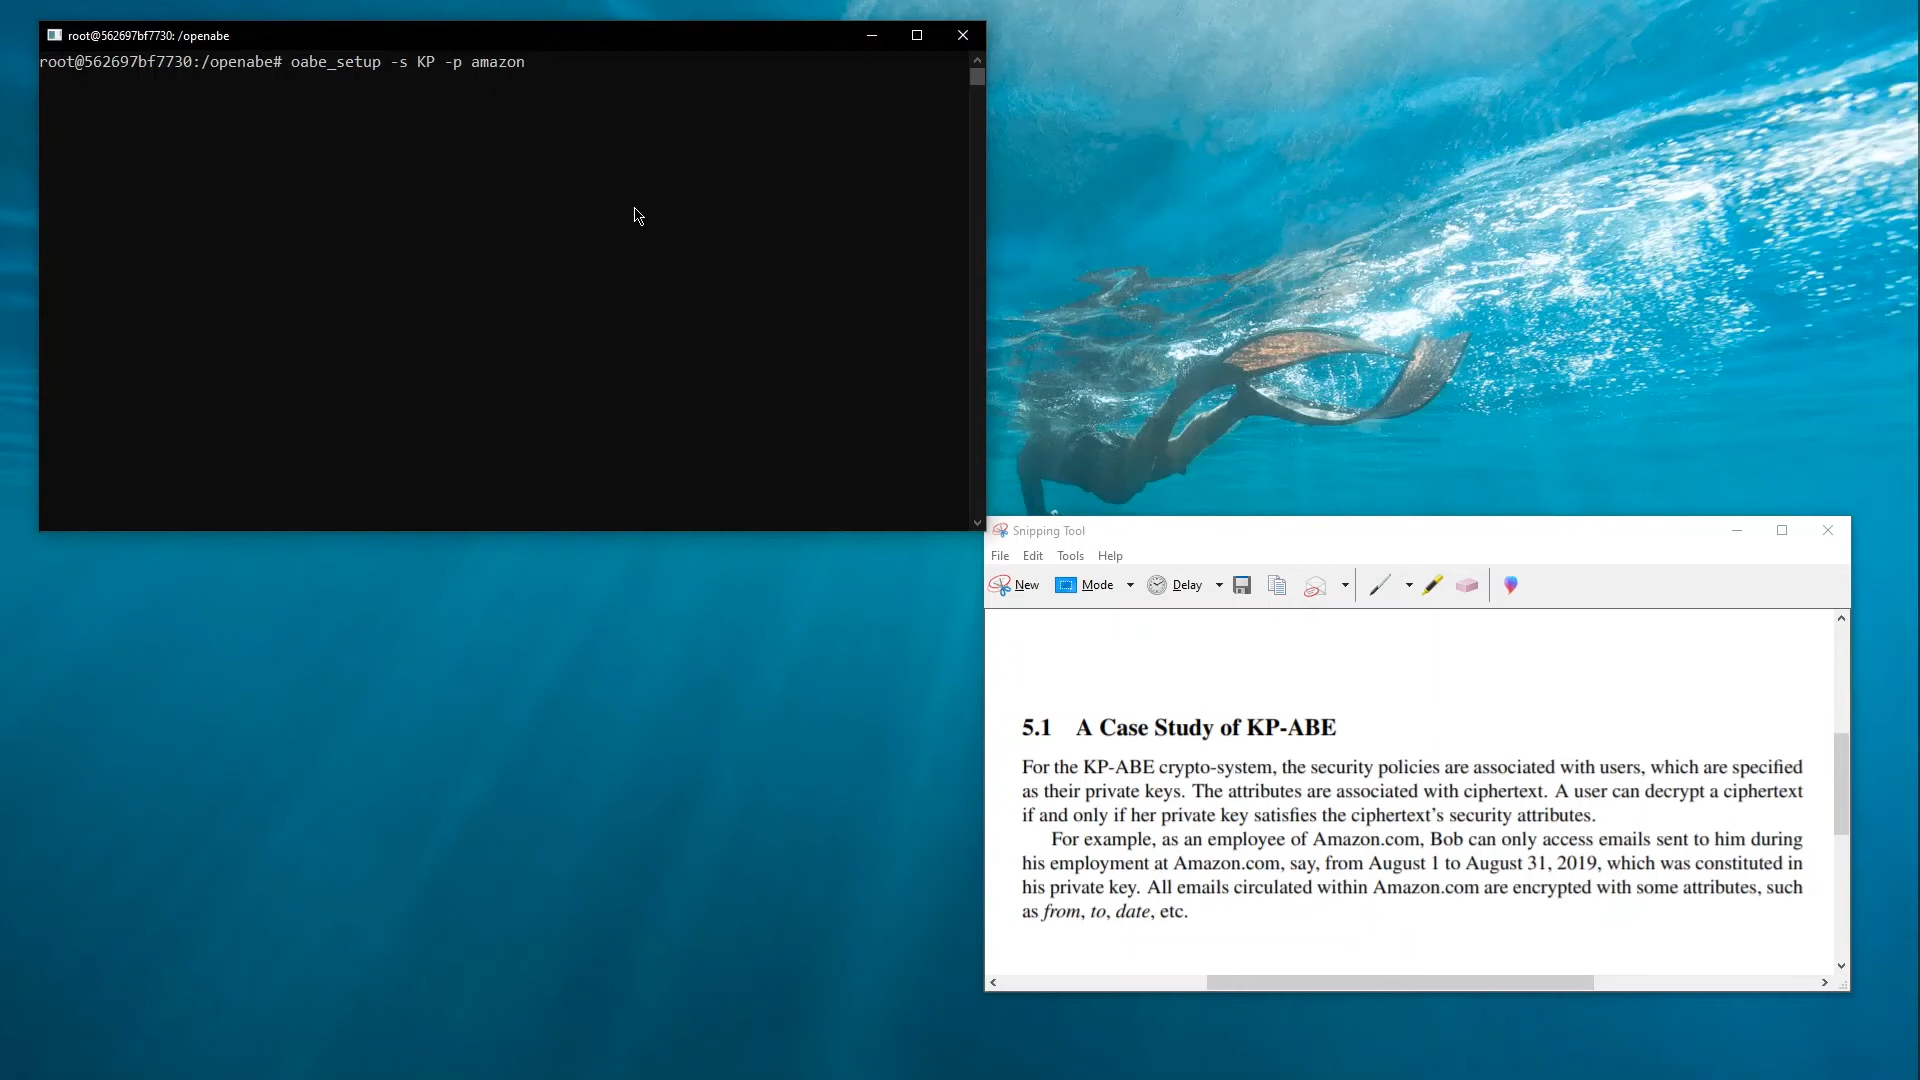 root@562697bf7730: /openabe
root@562697bf7730:/openabe# oabe_setup -s KP -p amazon
Snipping Tool
File Edit Tools Help
New Mode Delay
5.1 A Case Study of KP-ABE
For the KP-ABE crypto-system, the security policies are associated with users, which are specified
as their private keys. The attributes are associated with ciphertext. A user can decrypt a ciphertext
if and only if her private key satisfies the ciphertext's security attributes.
For example, as an employee of Amazon.com, Bob can only access emails sent to him during
his employment at Amazon.com, say, from August 1 to August 31, 2019, which was constituted in
his private key. All emails circulated within Amazon.com are encrypted with some attributes, such
as from, to, date, etc.